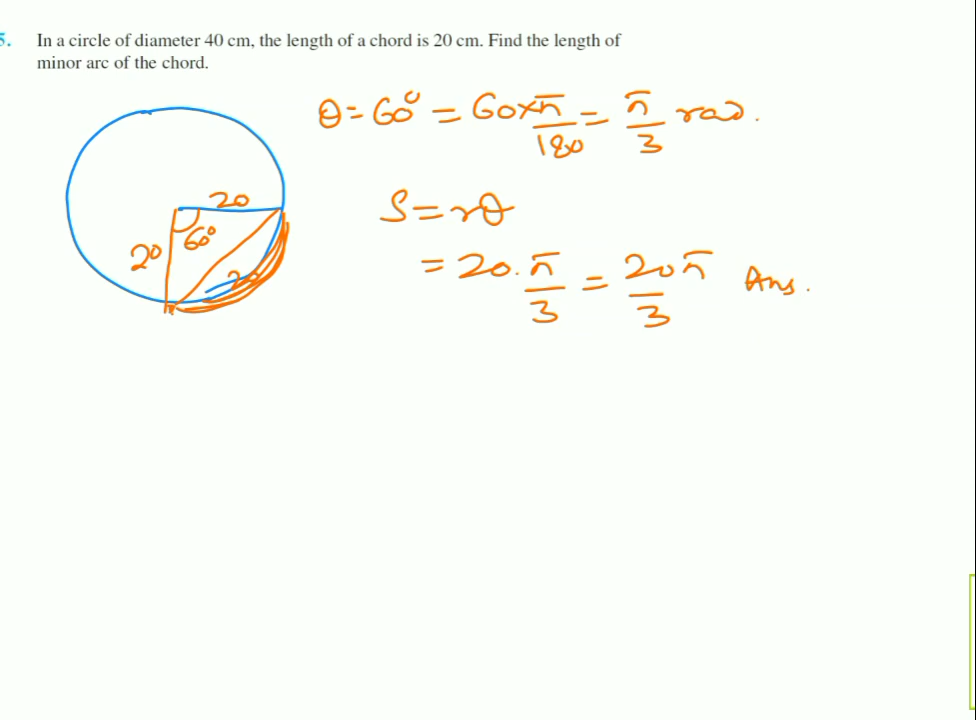 5. In a circle of diameter 40 cm, the length of a chord is 20 cm. Find the length of
minor arc of the chord.
θ = 60° = 60×π/180 = π/3 rad.
20
60°
20
20
S = rθ
= 20.π/3 = 20π/3 Ans.